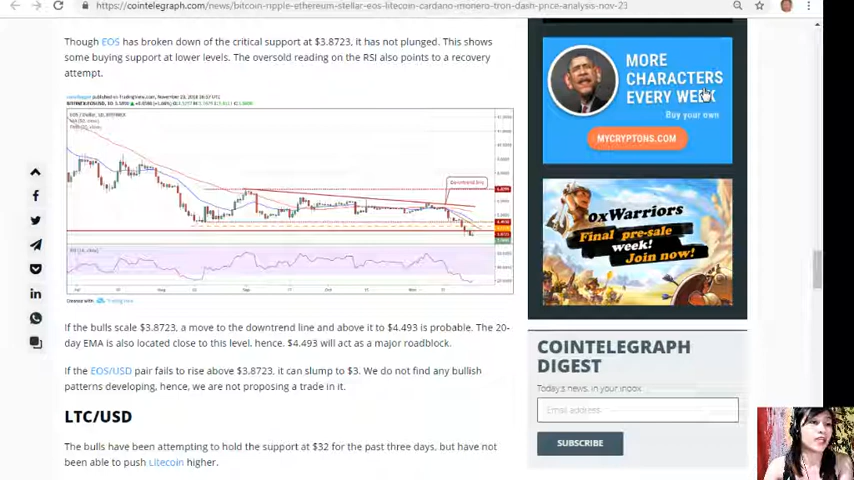 https://cointelegraph.com/news/bitcoin-ripple-ethereum-stellar-eos-litecoin-cardano-monero-tron-dash-price-analysis-nov-23
Though EOS has broken down of the critical support at $3.8723, it has not plunged. This shows
some buying support at lower levels. The oversold reading on the RSI also points to a recovery
attempt.
Downtrend line
Created with TradingView
If the bulls scale $3.8723, a move to the downtrend line and above it to $4.493 is probable. The 20-
day EMA is also located close to this level. hence. $4.493 will act as a major roadblock.
If the EOS/USD pair fails to rise above $3.8723, it can slump to $3. We do not find any bullish
patterns developing, hence, we are not proposing a trade in it.
LTC/USD
The bulls have been attempting to hold the support at $32 for the past three days, but have not
been able to push Litecoin higher.
MORE
CHARACTERS
EVERY WEEK
Buy your own
MYCRYPTONS.COM
0xWarriors
Final pre-sale
week!
Join now!
COINTELEGRAPH
DIGEST
Today's news, in your inbox
Email address
SUBSCRIBE